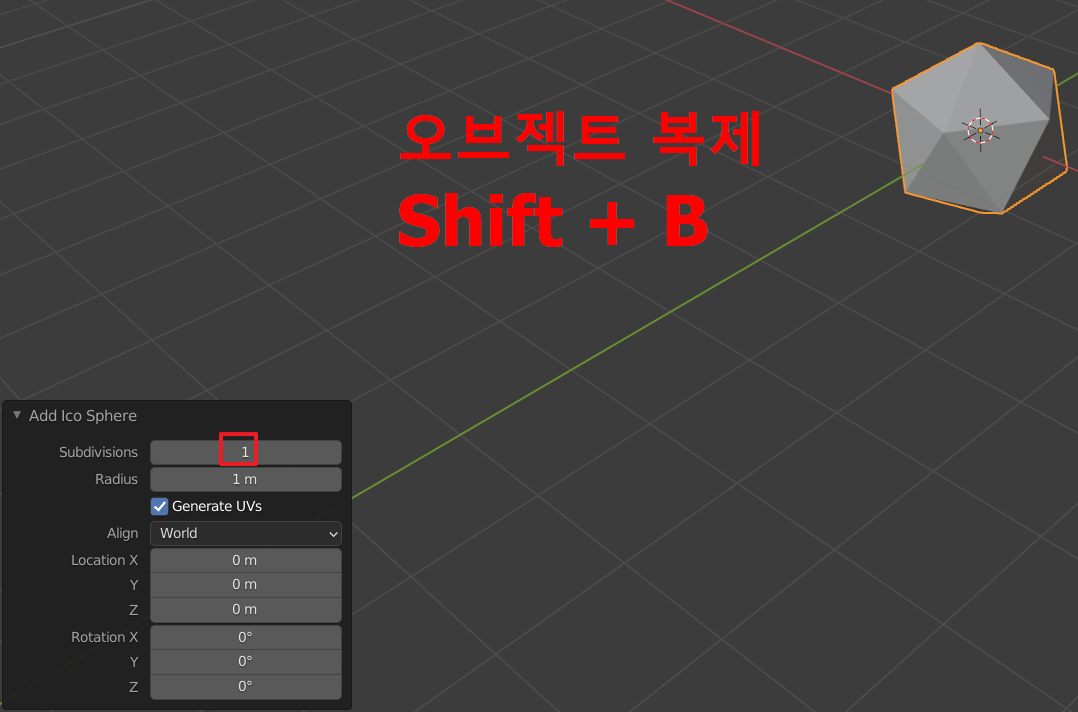 오브젝트 복제
Shift + B
Add Ico Sphere
Subdivisions 1
Radius 1 m
Generate UVs
Align World
Location X 0 m
Y 0 m
Z 0 m
Rotation X 0°
Y 0°
Z 0°